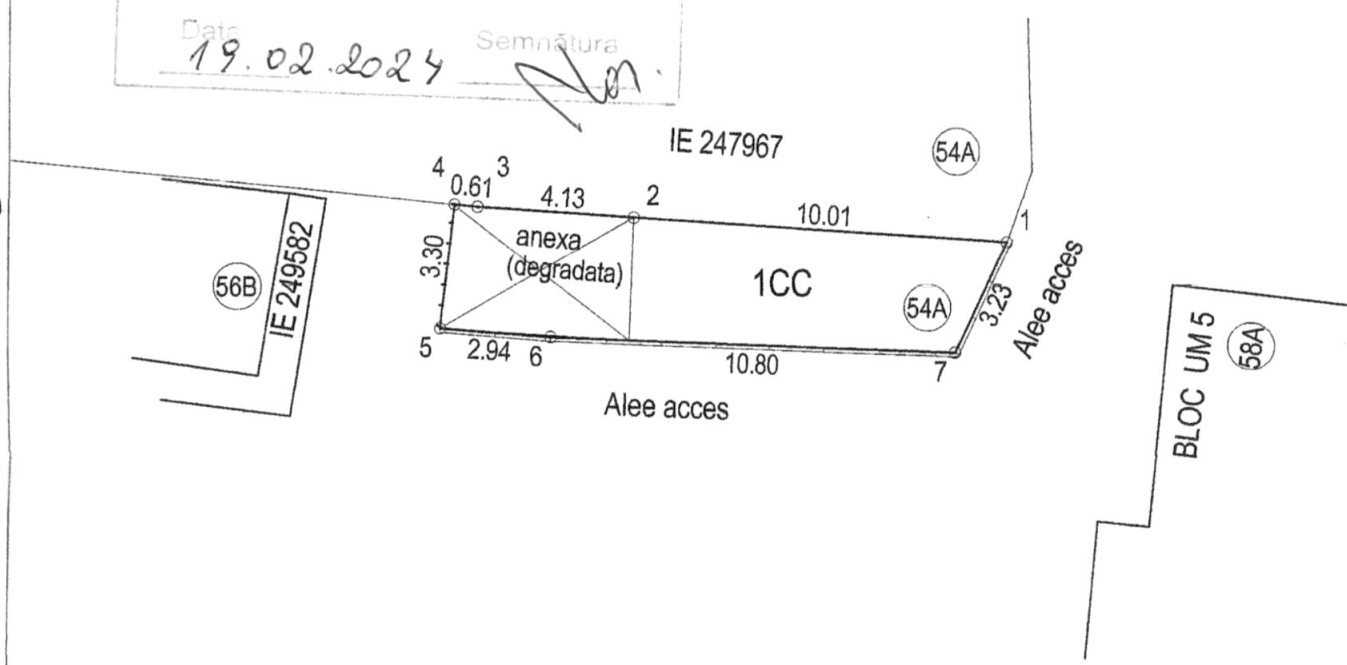 Data Semnătura
19.02.2024
IE 247967
54A
4 0.61 3 4.13 2 10.01 1
3.30
anexa
(degradata)
1CC
54A
3.23
Alee acces
56B
IE 249582
5 2.94 6 10.80 7
Alee acces
BLOC UM 5
58A